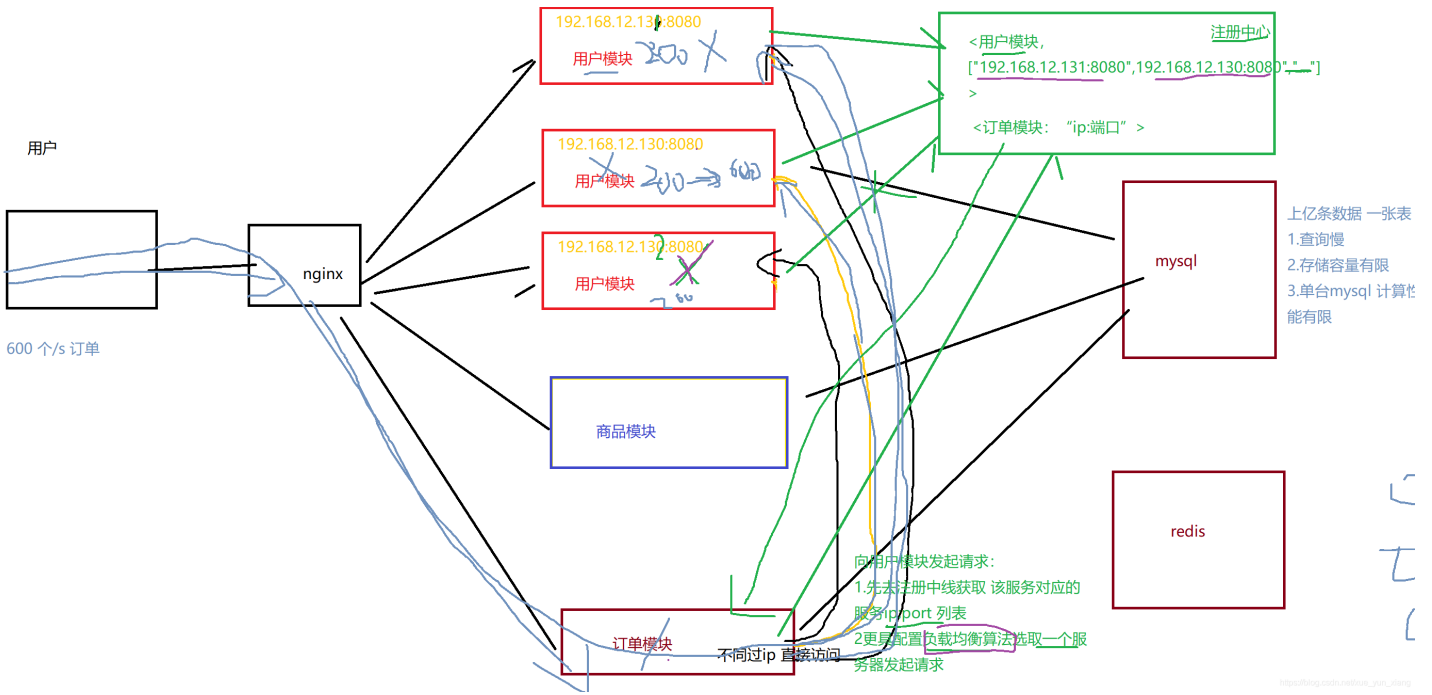 192.168.12.130:8080
用户模块 200 X
192.168.12.130:8080
用户模块 200 600
192.168.12.130:8080
2
用户模块
200
注册中心
<用户模块,
["192.168.12.131:8080",192.168.12.130:8080","..."]
>
<订单模块：“ip:端口”>
用户
nginx
600 个/s 订单
商品模块
mysql
上亿条数据 一张表
1.查询慢
2.存储容量有限
3.单台mysql 计算性
能有限
redis
订单模块
不同过ip 直接访问
向用户模块发起请求：
1.先去注册中线获取 该服务对应的
服务ip port 列表
2更具配置负载均衡算法选取一个服
务器发起请求